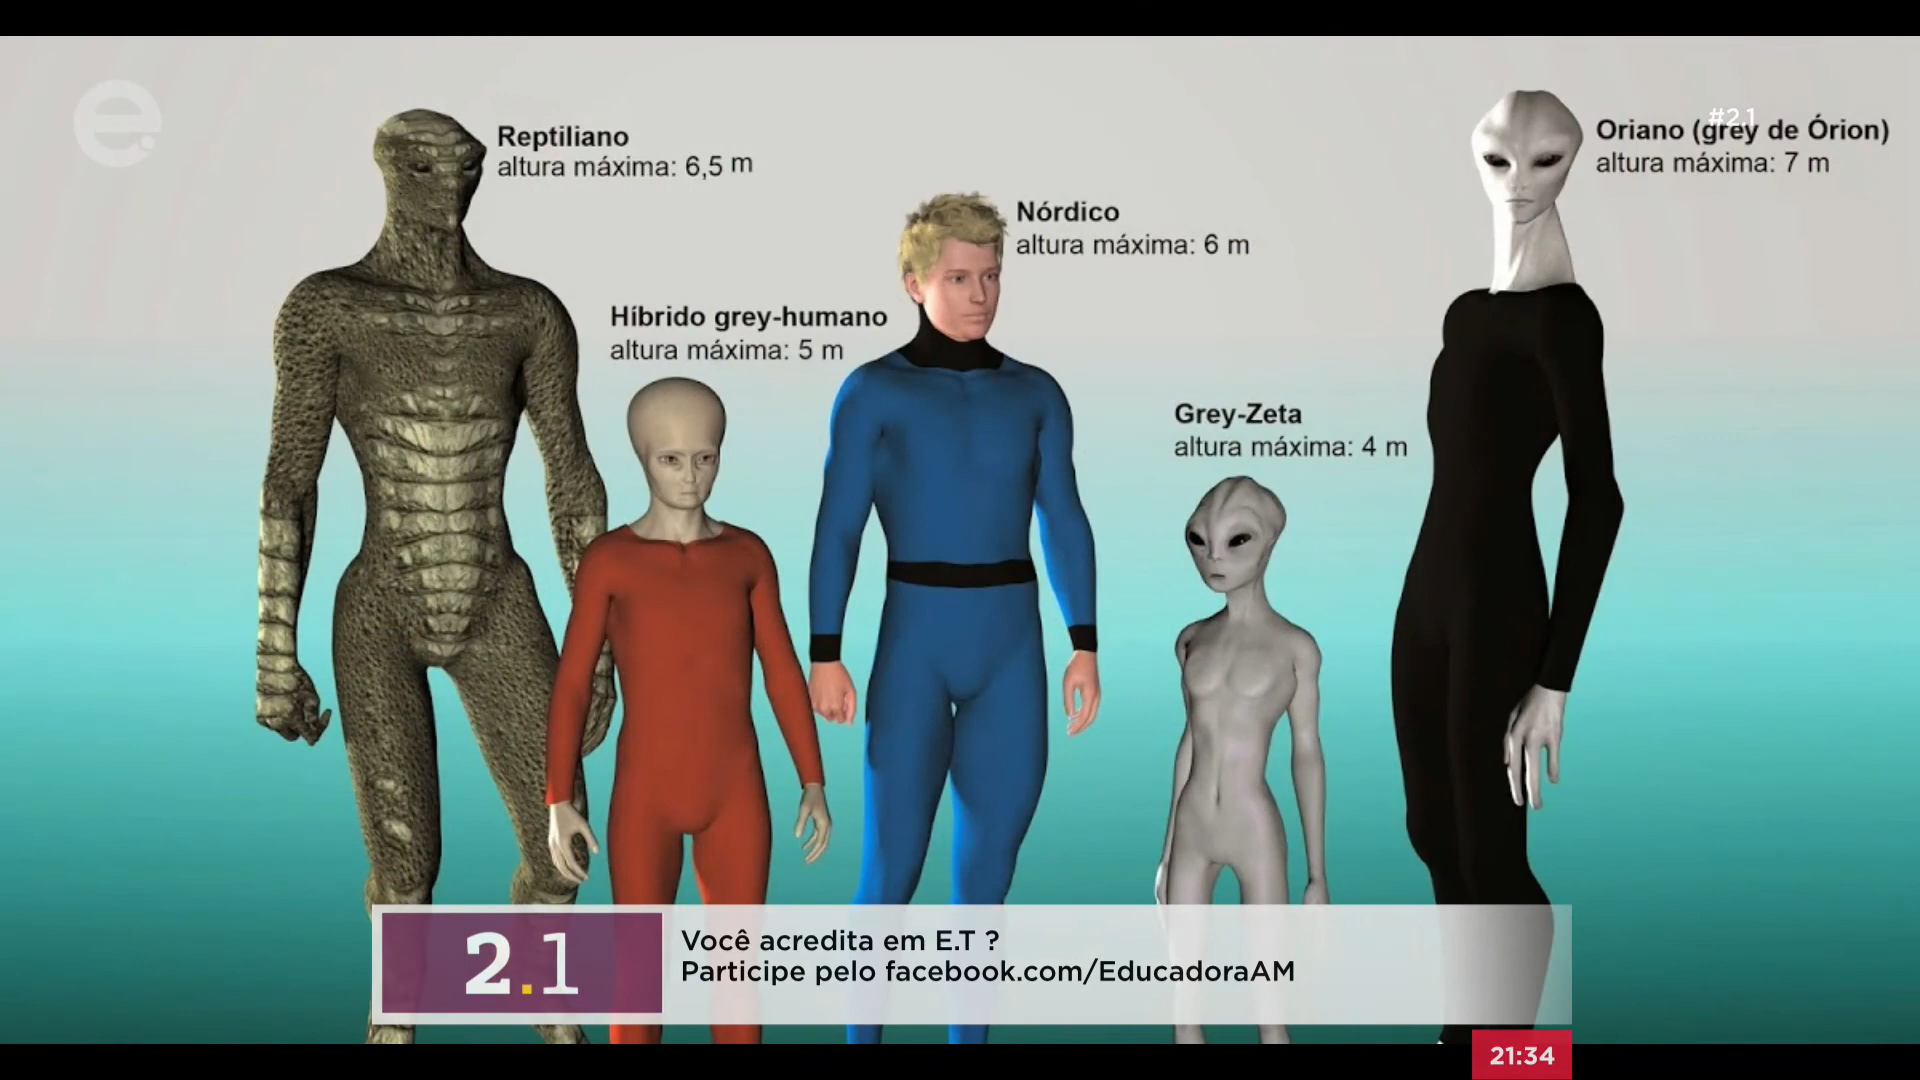 e.
Reptiliano
altura máxima: 6,5 m
Híbrido grey-humano
altura máxima: 5 m
Nórdico
altura máxima: 6 m
Grey-Zeta
altura máxima: 4 m
#2.1
Oriano (grey de Órion)
altura máxima: 7 m
2.1
Você acredita em E.T ?
Participe pelo facebook.com/EducadoraAM
21:34